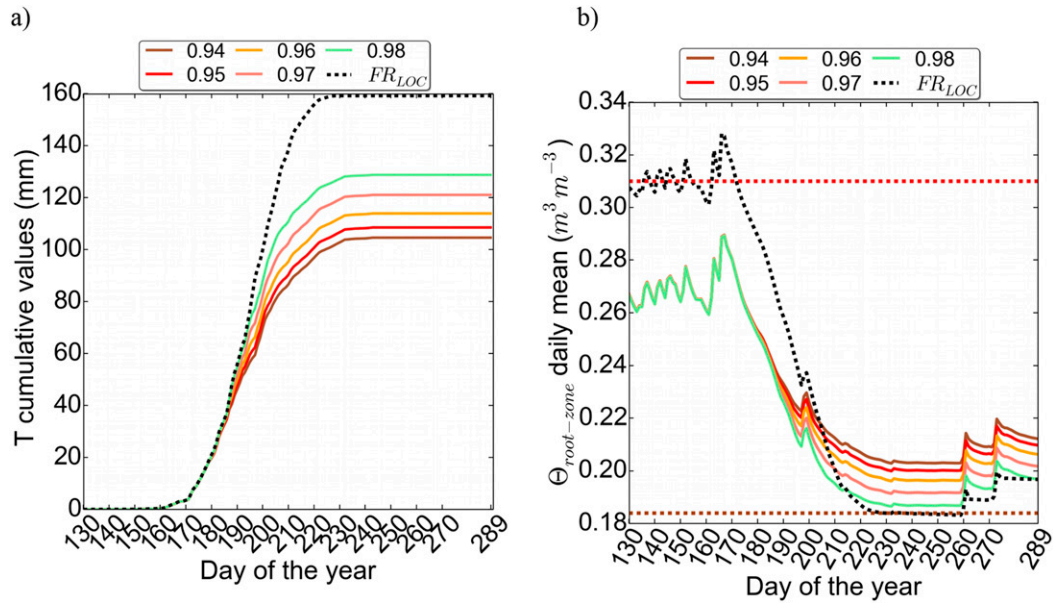 a)
0.94 0.96 0.98
0.95 0.97 FR_LOC
160
140
120
100
80
60
40
20
0
T cumulative values (mm)
130 140 150 160 170 180 190 200 210 220 230 240 250 260 270 289
Day of the year
b)
0.94 0.96 0.98
0.95 0.97 FR_LOC
0.34
0.32
0.30
0.28
0.26
0.24
0.22
0.20
0.18
Θ_root−zone daily mean (m³ m⁻³)
130 140 150 160 170 180 190 200 210 220 230 240 250 260 270 289
Day of the year